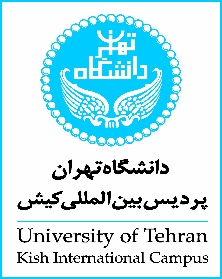 دانشگاه تهران
دانشگاه تهران
پردیس بین المللی کیش
University of Tehran
Kish International Campus